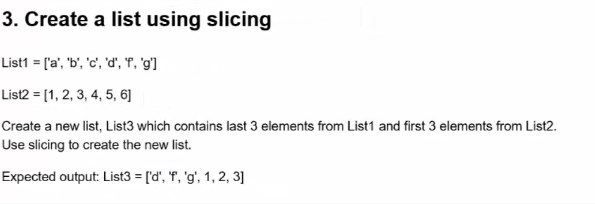 3. Create a list using slicing
List1 = ['a', 'b', 'c', 'd', 'f', 'g']
List2 = [1, 2, 3, 4, 5, 6]
Create a new list, List3 which contains last 3 elements from List1 and first 3 elements from List2.
Use slicing to create the new list.
Expected output: List3 = ['d', 'f', 'g', 1, 2, 3]